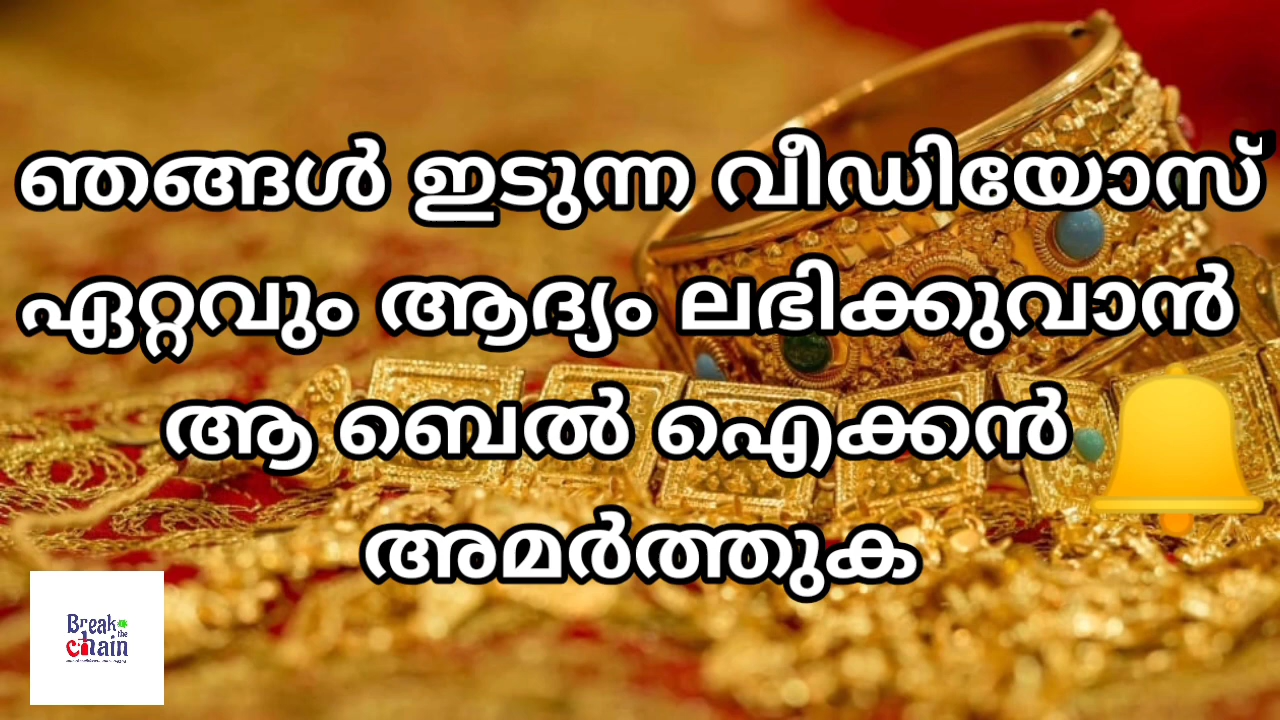 ഞങ്ങൾ ഇടുന്ന വീഡിയോസ്
ഏറ്റവും ആദ്യം ലഭിക്കുവാൻ
ആ ബെൽ ഐക്കൺ
അമർത്തുക
Break
the
chain